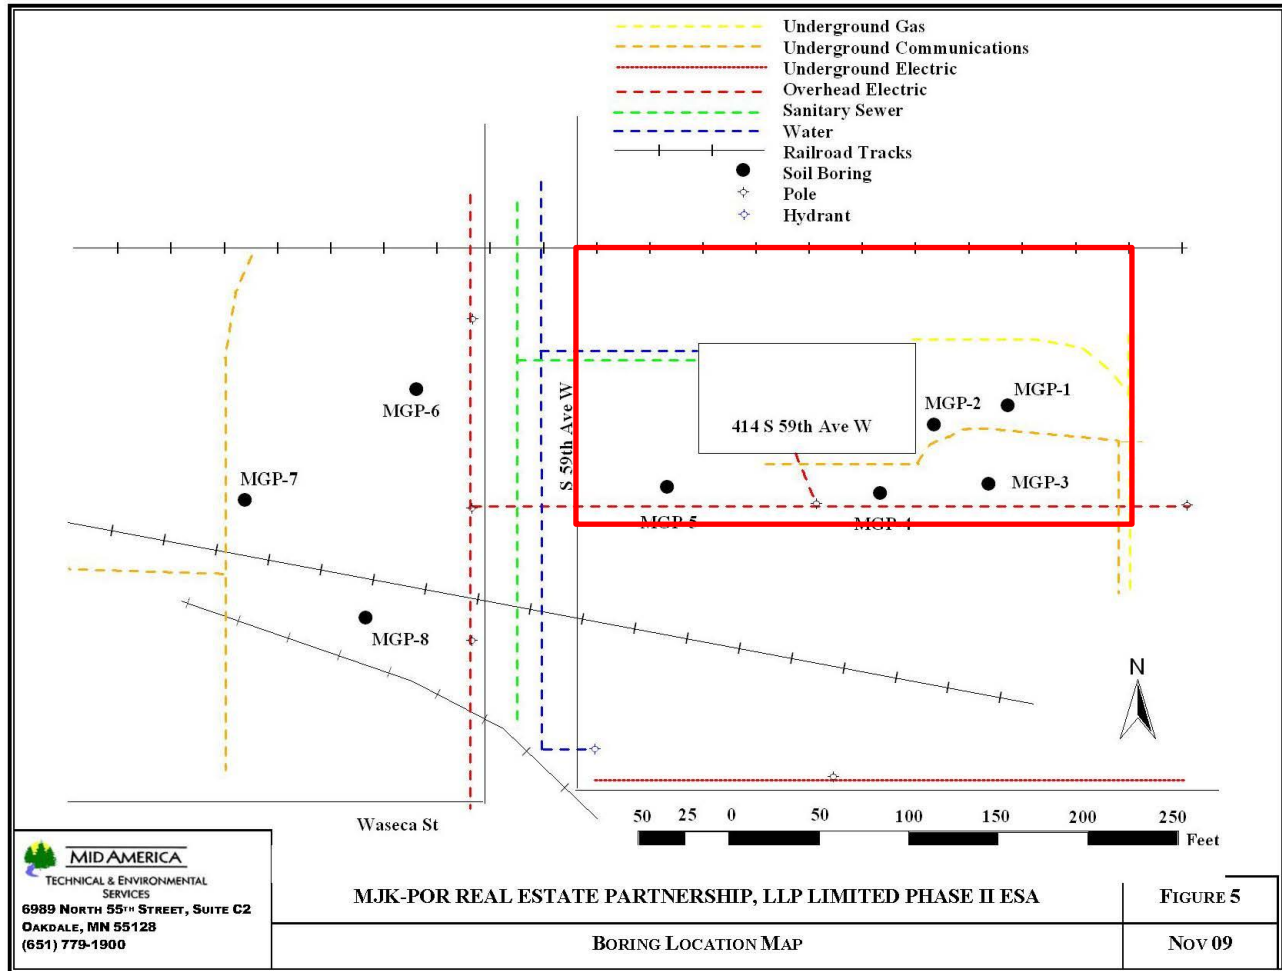 Underground Gas
Underground Communications
Underground Electric
Overhead Electric
Sanitary Sewer
Water
Railroad Tracks
Soil Boring
Pole
Hydrant
S 59th Ave W
414 S 59th Ave W
MGP-1
MGP-2
MGP-3
MGP-4
MGP-5
MGP-6
MGP-7
MGP-8
N
Waseca St
50 25 0 50 100 150 200 250
Feet
MID AMERICA
TECHNICAL & ENVIRONMENTAL
SERVICES
6989 NORTH 55TH STREET, SUITE C2
OAKDALE, MN 55128
(651) 779-1900
MJK-POR REAL ESTATE PARTNERSHIP, LLP LIMITED PHASE II ESA
FIGURE 5
BORING LOCATION MAP
NOV 09